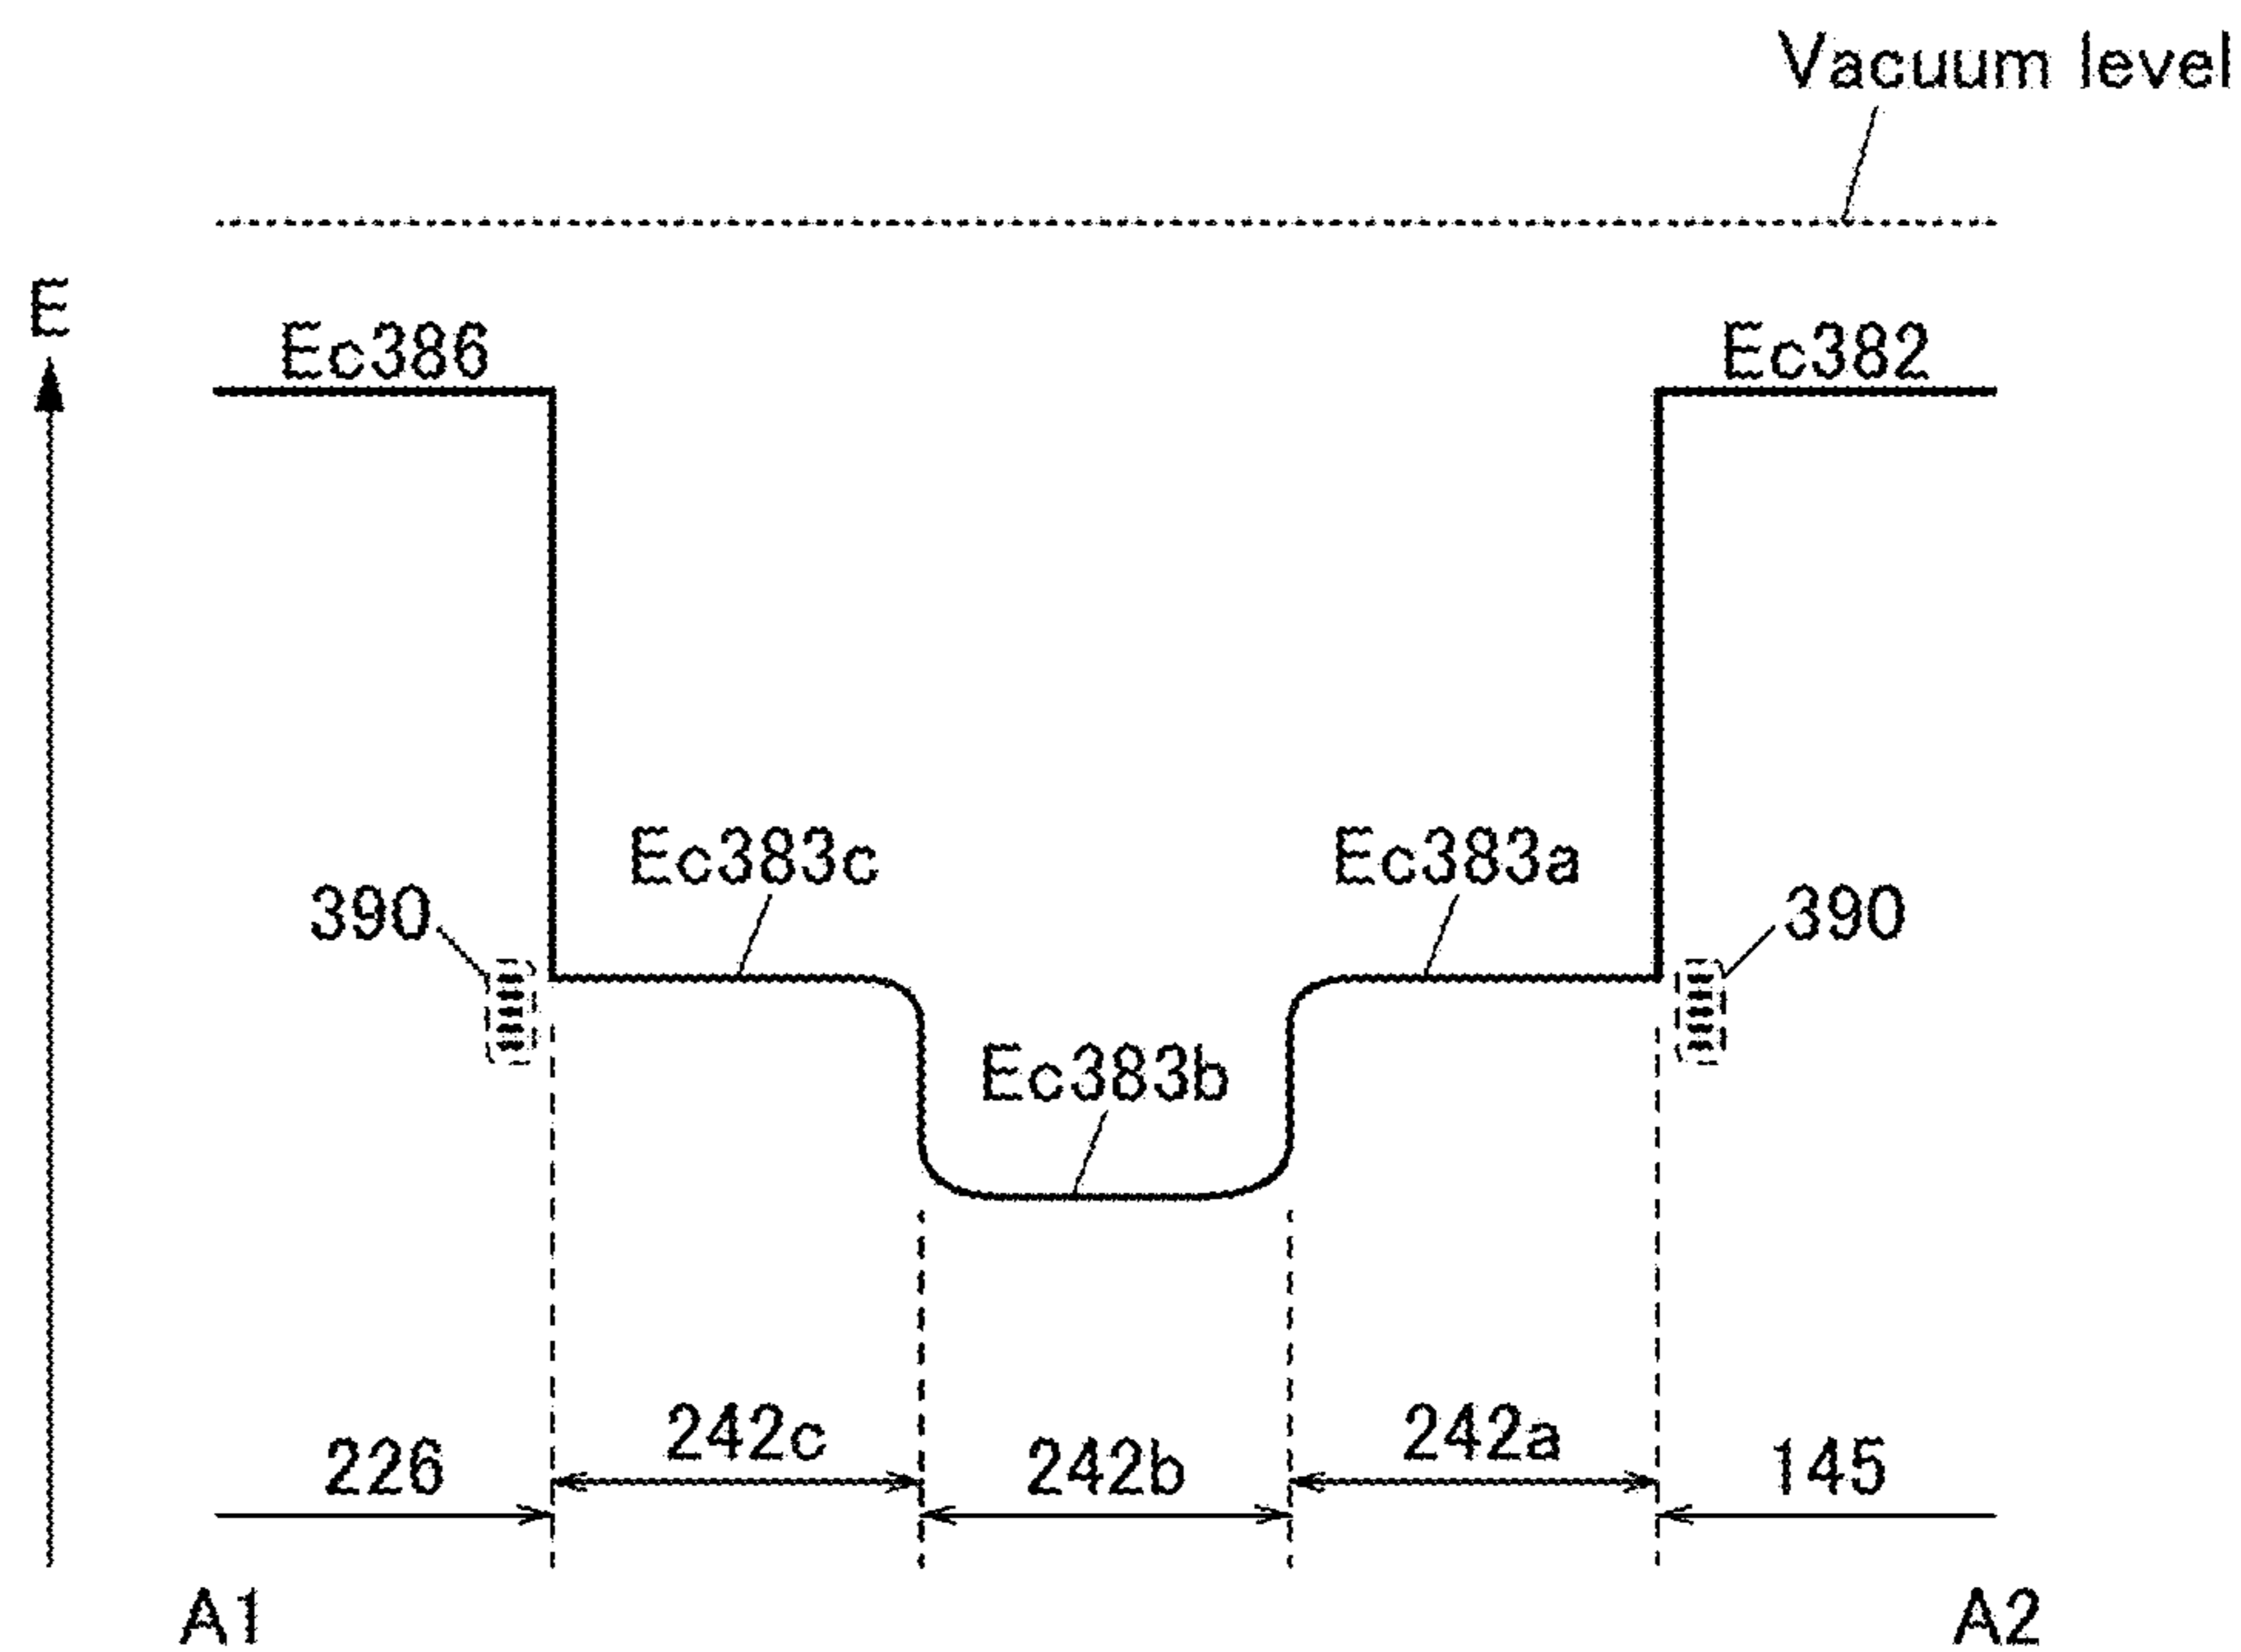 Vacuum level
E
Ec386
Ec382
Ec383c
Ec383a
390
390
Ec383b
242c
242a
226
242b
145
A1
A2